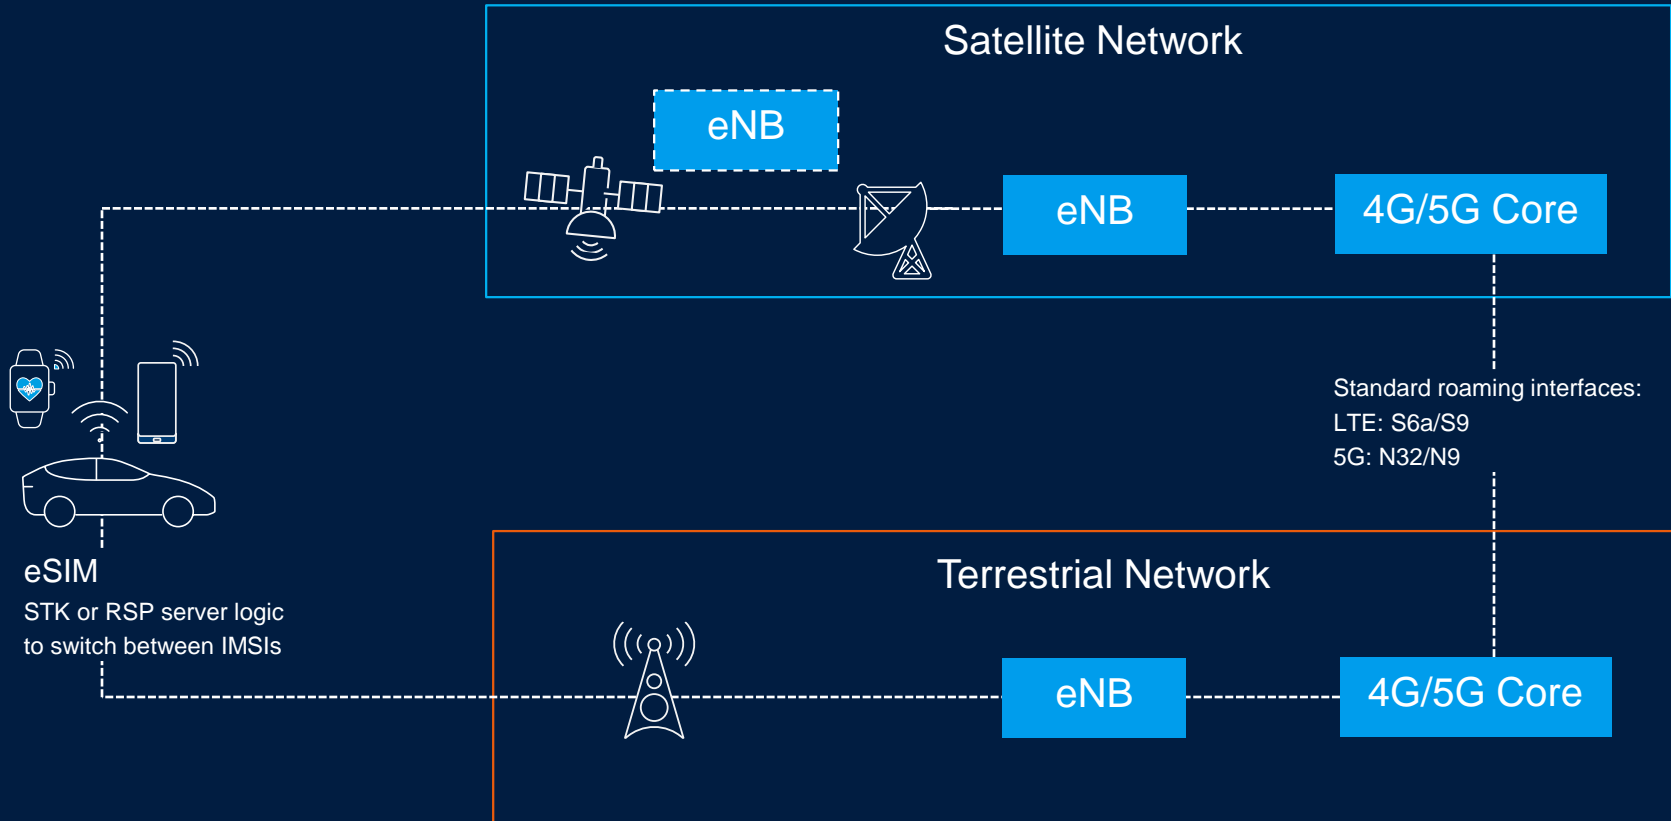 Satellite Network
eNB
eNB
4G/5G Core
Standard roaming interfaces:
LTE: S6a/S9
5G: N32/N9
eSIM
STK or RSP server logic
to switch between IMSIs
Terrestrial Network
eNB
4G/5G Core